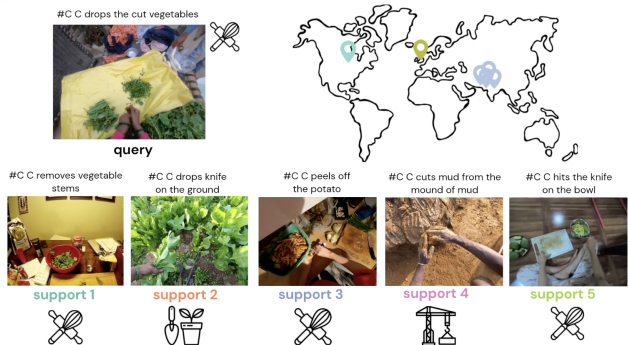 #C C drops the cut vegetables
query
#C C removes vegetable
stems
#C C drops knife
on the ground
#C C peels off
the potato
#C C cuts mud from the
mound of mud
#C C hits the knife
on the bowl
support 1
support 2
support 3
support 4
support 5